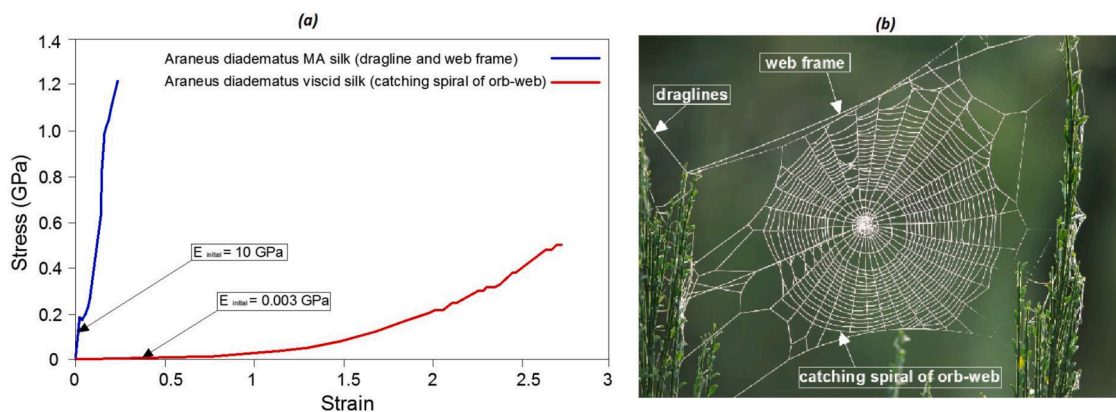 (a)
1.4
1.2
1.0
0.8
0.6
0.4
0.2
0
Stress (GPa)
Araneus diadematus MA silk (dragline and web frame)
Araneus diadematus viscid silk (catching spiral of orb-web)
E initial = 10 GPa
E initial = 0.003 GPa
0 0.5 1 1.5 2 2.5 3
Strain
(b)
web frame
draglines
catching spiral of orb-web